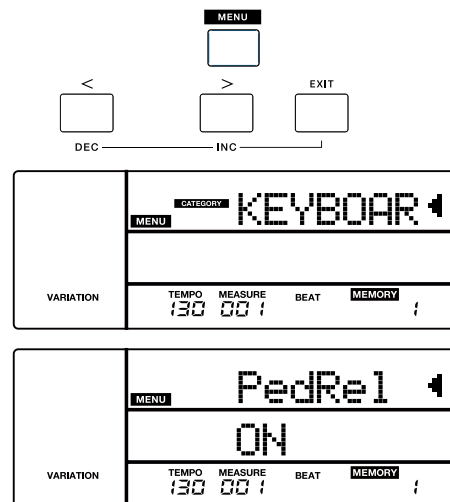 MENU
< > EXIT
DEC INC
CATEGORY KEYBOAR
MENU
VARIATION TEMPO MEASURE BEAT MEMORY
130 001 1
PedRel
MENU
ON
VARIATION TEMPO MEASURE BEAT MEMORY
130 001 1